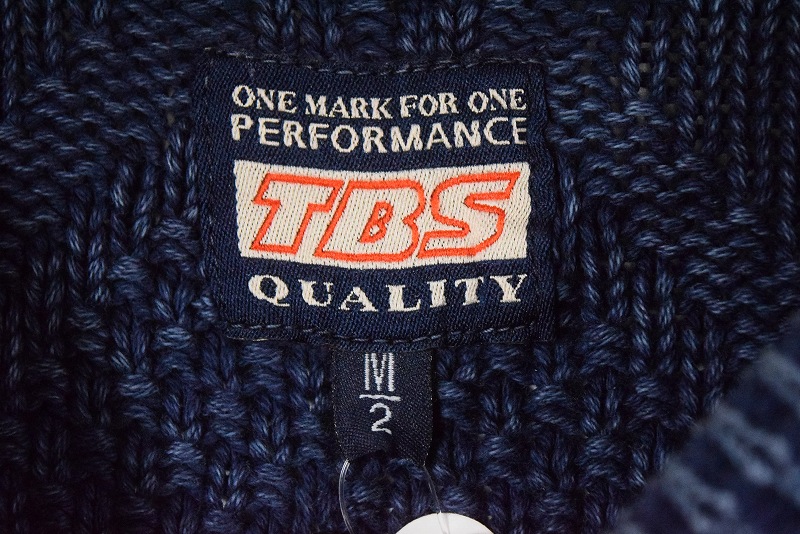 ONE MARK FOR ONE
PERFORMANCE
TBS
QUALITY
M
2